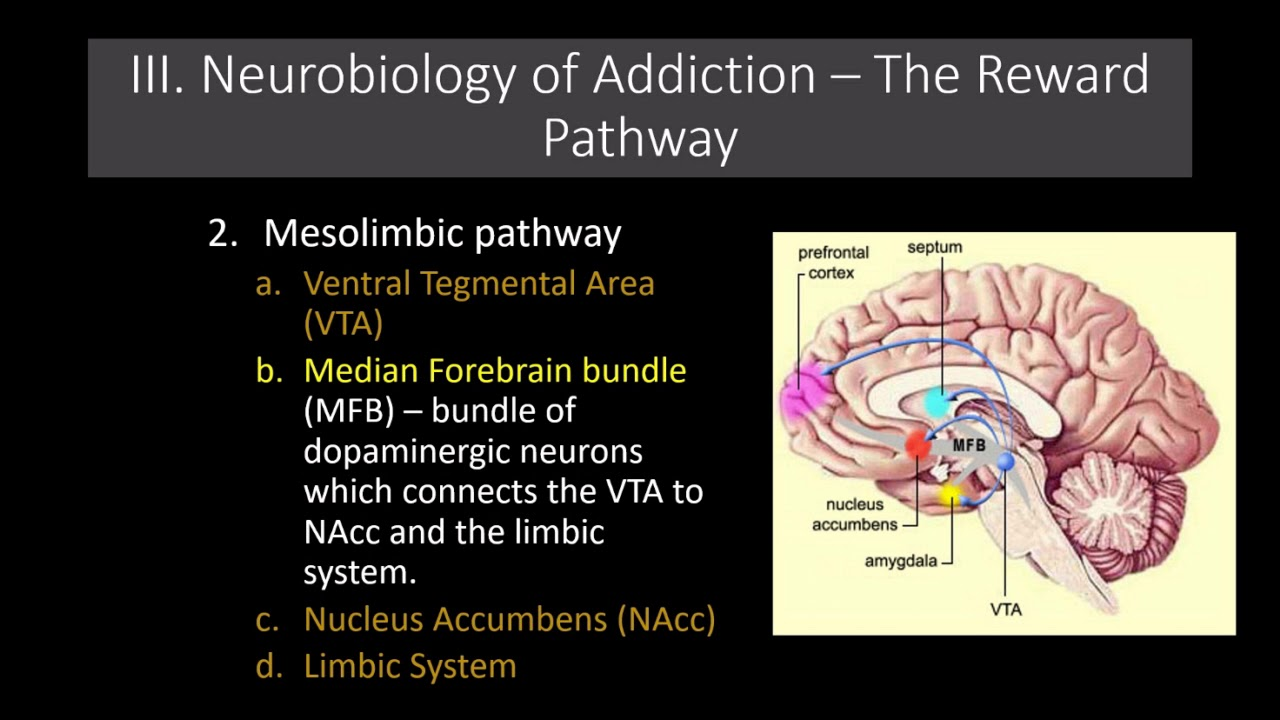 III. Neurobiology of Addiction – The Reward
Pathway
2. Mesolimbic pathway
a. Ventral Tegmental Area
(VTA)
b. Median Forebrain bundle
(MFB) – bundle of
dopaminergic neurons
which connects the VTA to
NAcc and the limbic
system.
c. Nucleus Accumbens (NAcc)
d. Limbic System
prefrontal
cortex
septum
MFB
nucleus
accumbens
amygdala
VTA